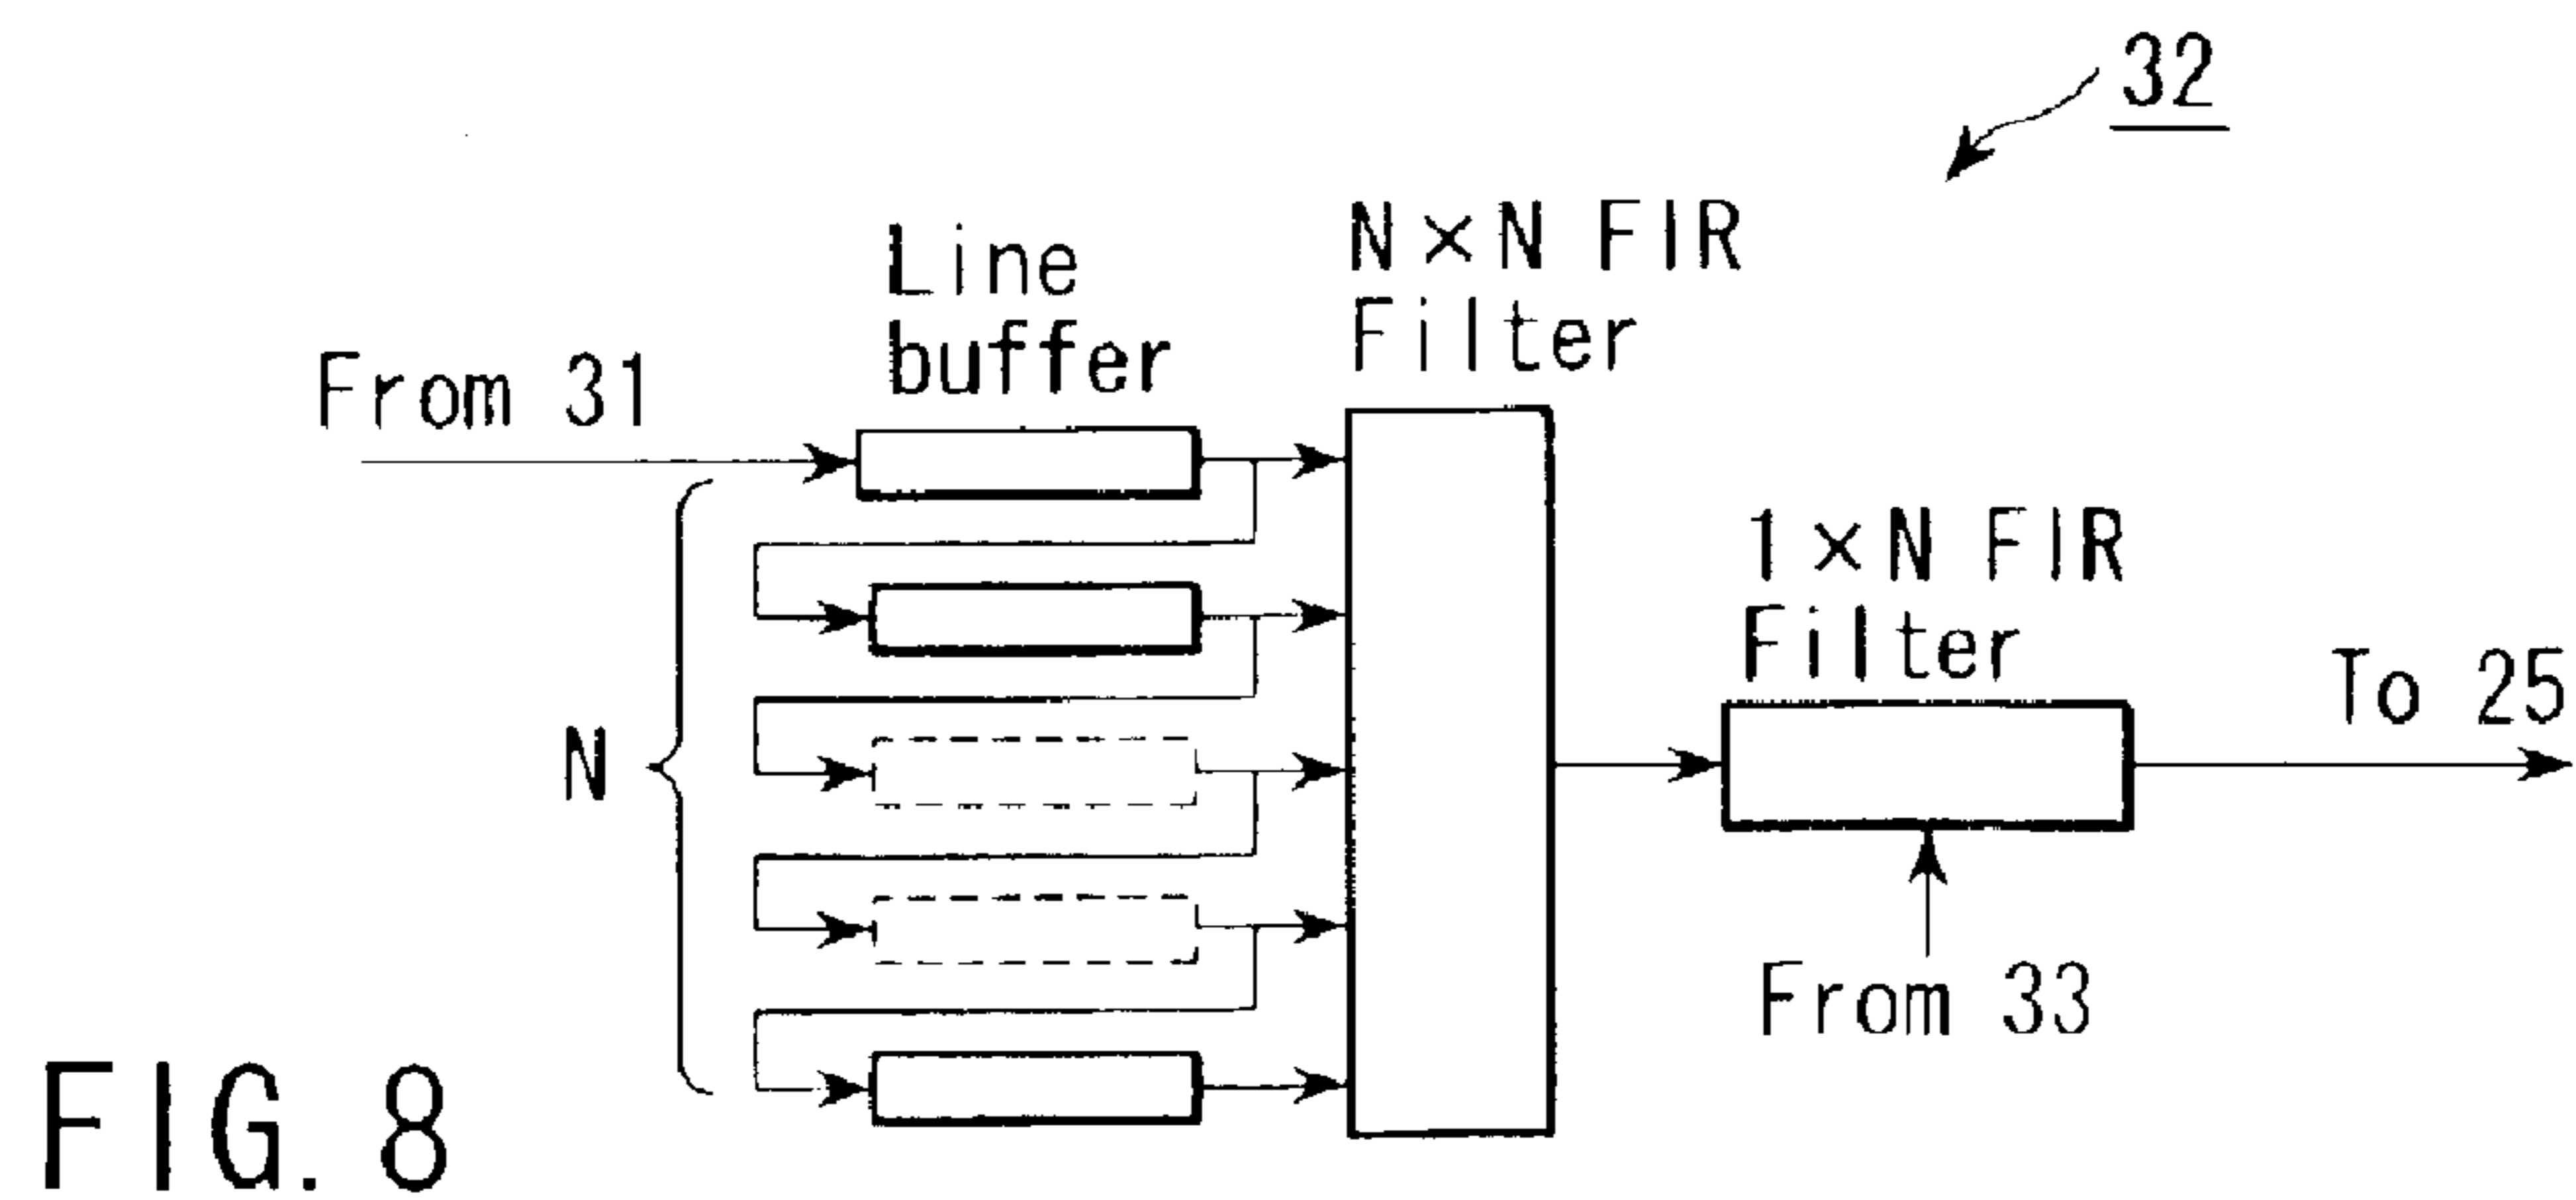 32
N×N FIR
Filter
Line
buffer
From 31
1×N FIR
Filter
To 25
N
From 33
FIG. 8